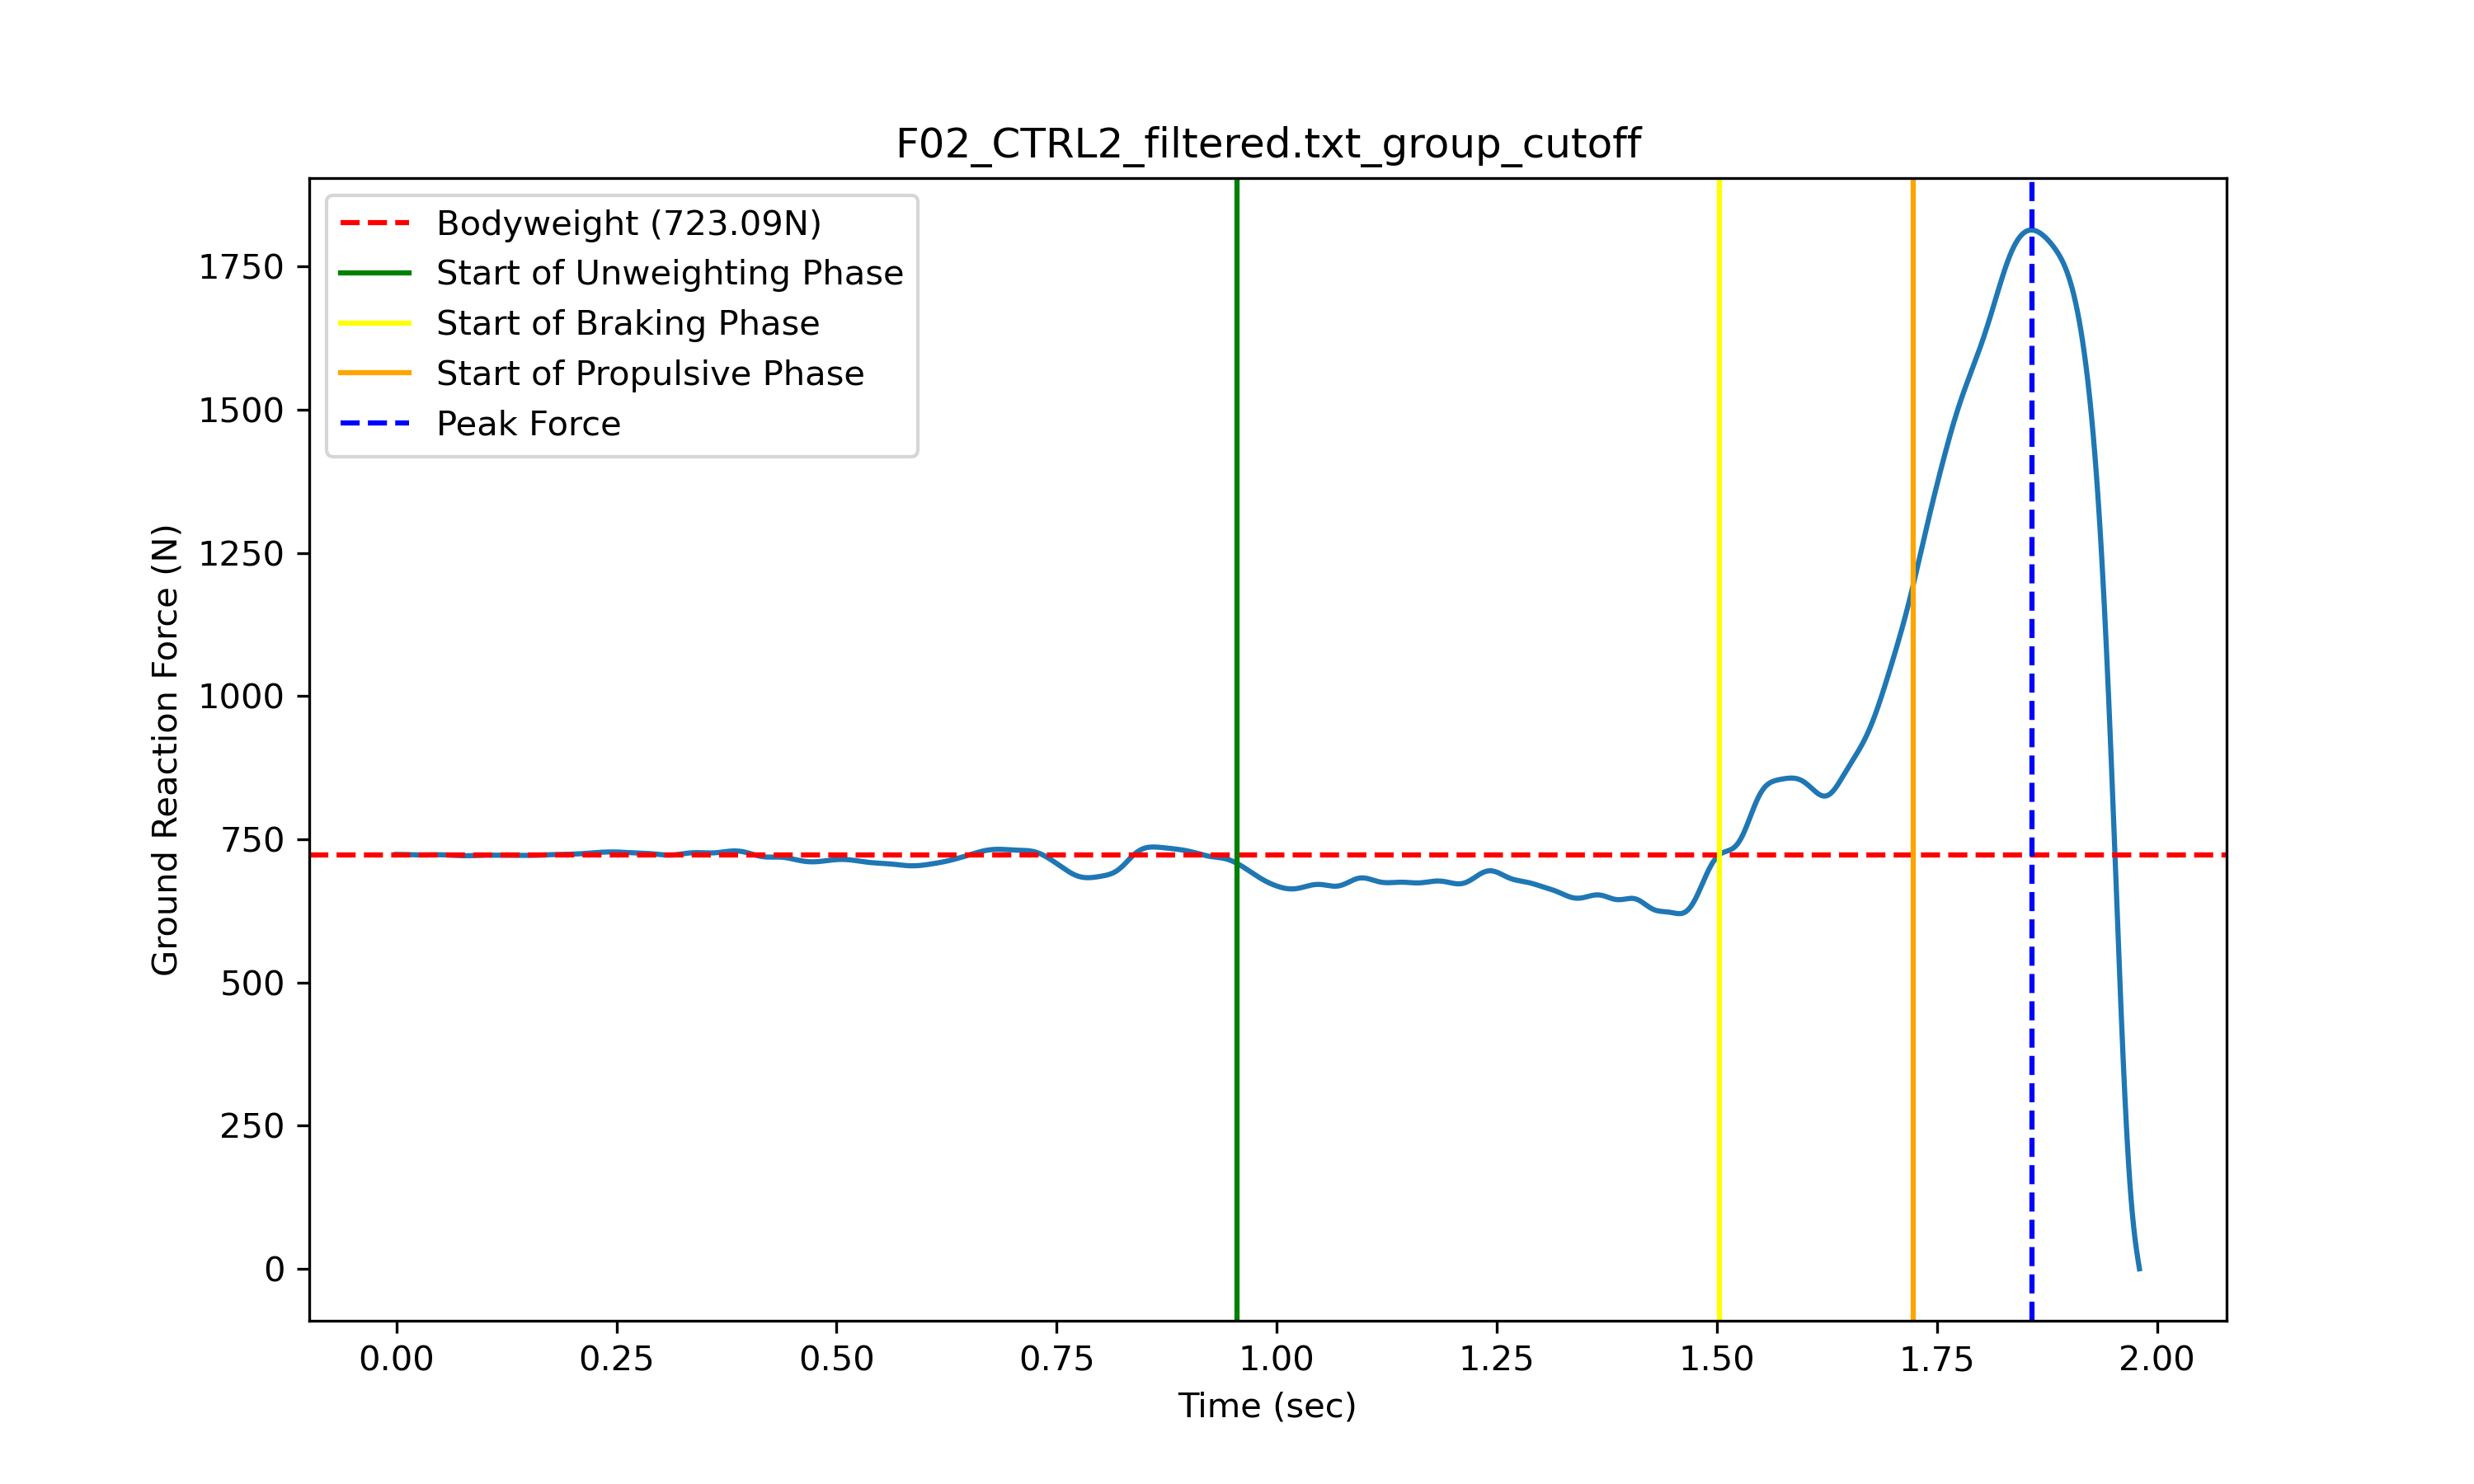 F02_CTRL2_filtered.txt_group_cutoff
Bodyweight (723.09N)
Start of Unweighting Phase
Start of Braking Phase
Start of Propulsive Phase
Peak Force
Ground Reaction Force (N)
1750
1500
1250
1000
750
500
250
0
0.00 0.25 0.50 0.75 1.00 1.25 1.50 1.75 2.00
Time (sec)